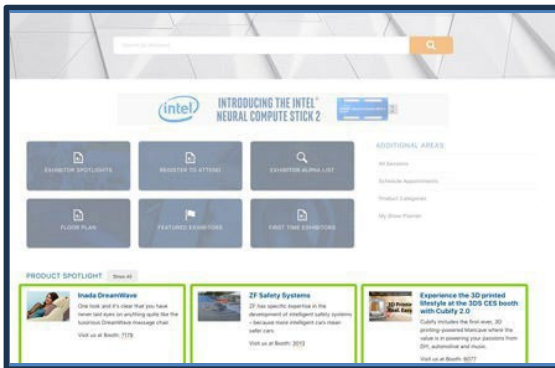 Search by Keyword
intel
INTRODUCING THE INTEL®
NEURAL COMPUTE STICK 2
EXHIBITOR SPOTLIGHTS
REGISTER TO ATTEND
EXHIBITOR ALPHA LIST
ADDITIONAL AREAS
All Sessions
Schedule Appointments
Product Categories
My Show Planner
FLOOR PLAN
FEATURED EXHIBITORS
FIRST TIME EXHIBITORS
PRODUCT SPOTLIGHT Show All
Inada DreamWave
One look and it's clear that you have
never laid eyes on anything quite like the
luxurious DreamWave massage chair.
Visit us at Booth: 7175
ZF Safety Systems
ZF has specific expertise in the
development of intelligent safety systems
- because more intelligent cars mean
safer cars.
Visit us at Booth: 3013
Experience the 3D printed
lifestyle at the 3DS CES booth
with Cubify 2.0
Cubify includes the first-ever, 3D
printing-powered Mancave where the
value is in powering your passions from
DIY, automotive and music.
Visit us at Booth: 9077